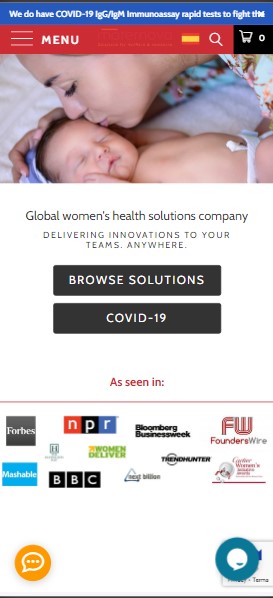 We do have COVID-19 IgG/IgM Immunoassay rapid tests to fight the
MENU
0
Global women's health solutions company
DELIVERING INNOVATIONS TO YOUR
TEAMS. ANYWHERE.
BROWSE SOLUTIONS
COVID-19
As seen in:
Forbes
npr
Bloomberg
Businessweek
FW
FoundersWire
WOMEN
DELIVER
TRENDHUNTER
Mashable
BBC
next billion
Cartier
Women's
Initiative
Awards
Terms